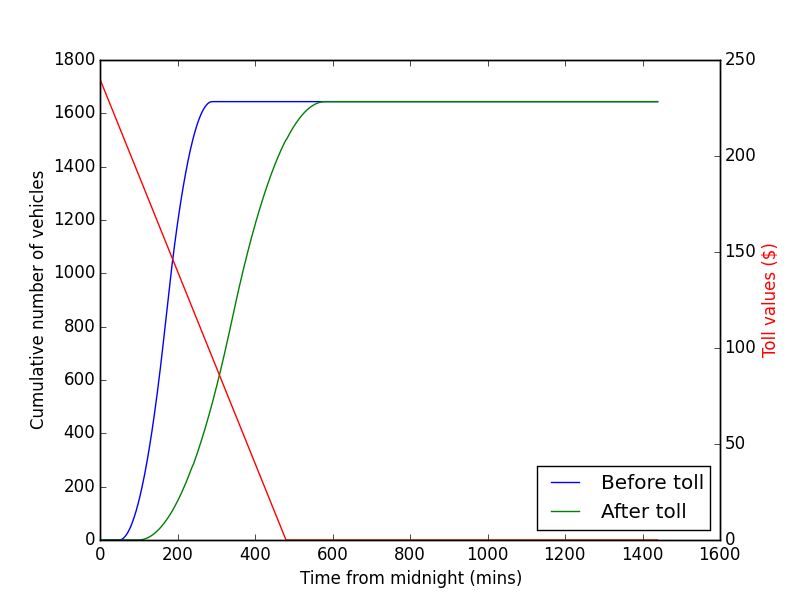 1800
1600
1400
1200
1000
800
600
400
200
0
Cumulative number of vehicles
250
200
150
100
50
0
Toll values ($)
Before toll
After toll
0 200 400 600 800 1000 1200 1400 1600
Time from midnight (mins)